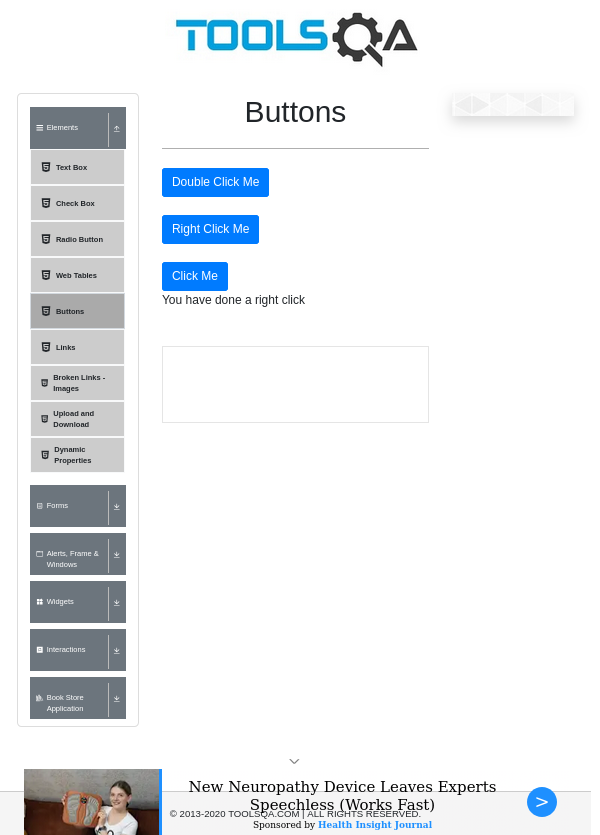 TOOLSQA
Buttons
Elements
Text Box
Check Box
Radio Button
Web Tables
Buttons
Links
Broken Links -
Images
Upload and
Download
Dynamic
Properties
Forms
Alerts, Frame &
Windows
Widgets
Interactions
Book Store
Application
Double Click Me
Right Click Me
Click Me
You have done a right click
New Neuropathy Device Leaves Experts
Speechless (Works Fast)
© 2013-2020 TOOLSQA.COM | ALL RIGHTS RESERVED.
Sponsored by Health Insight Journal